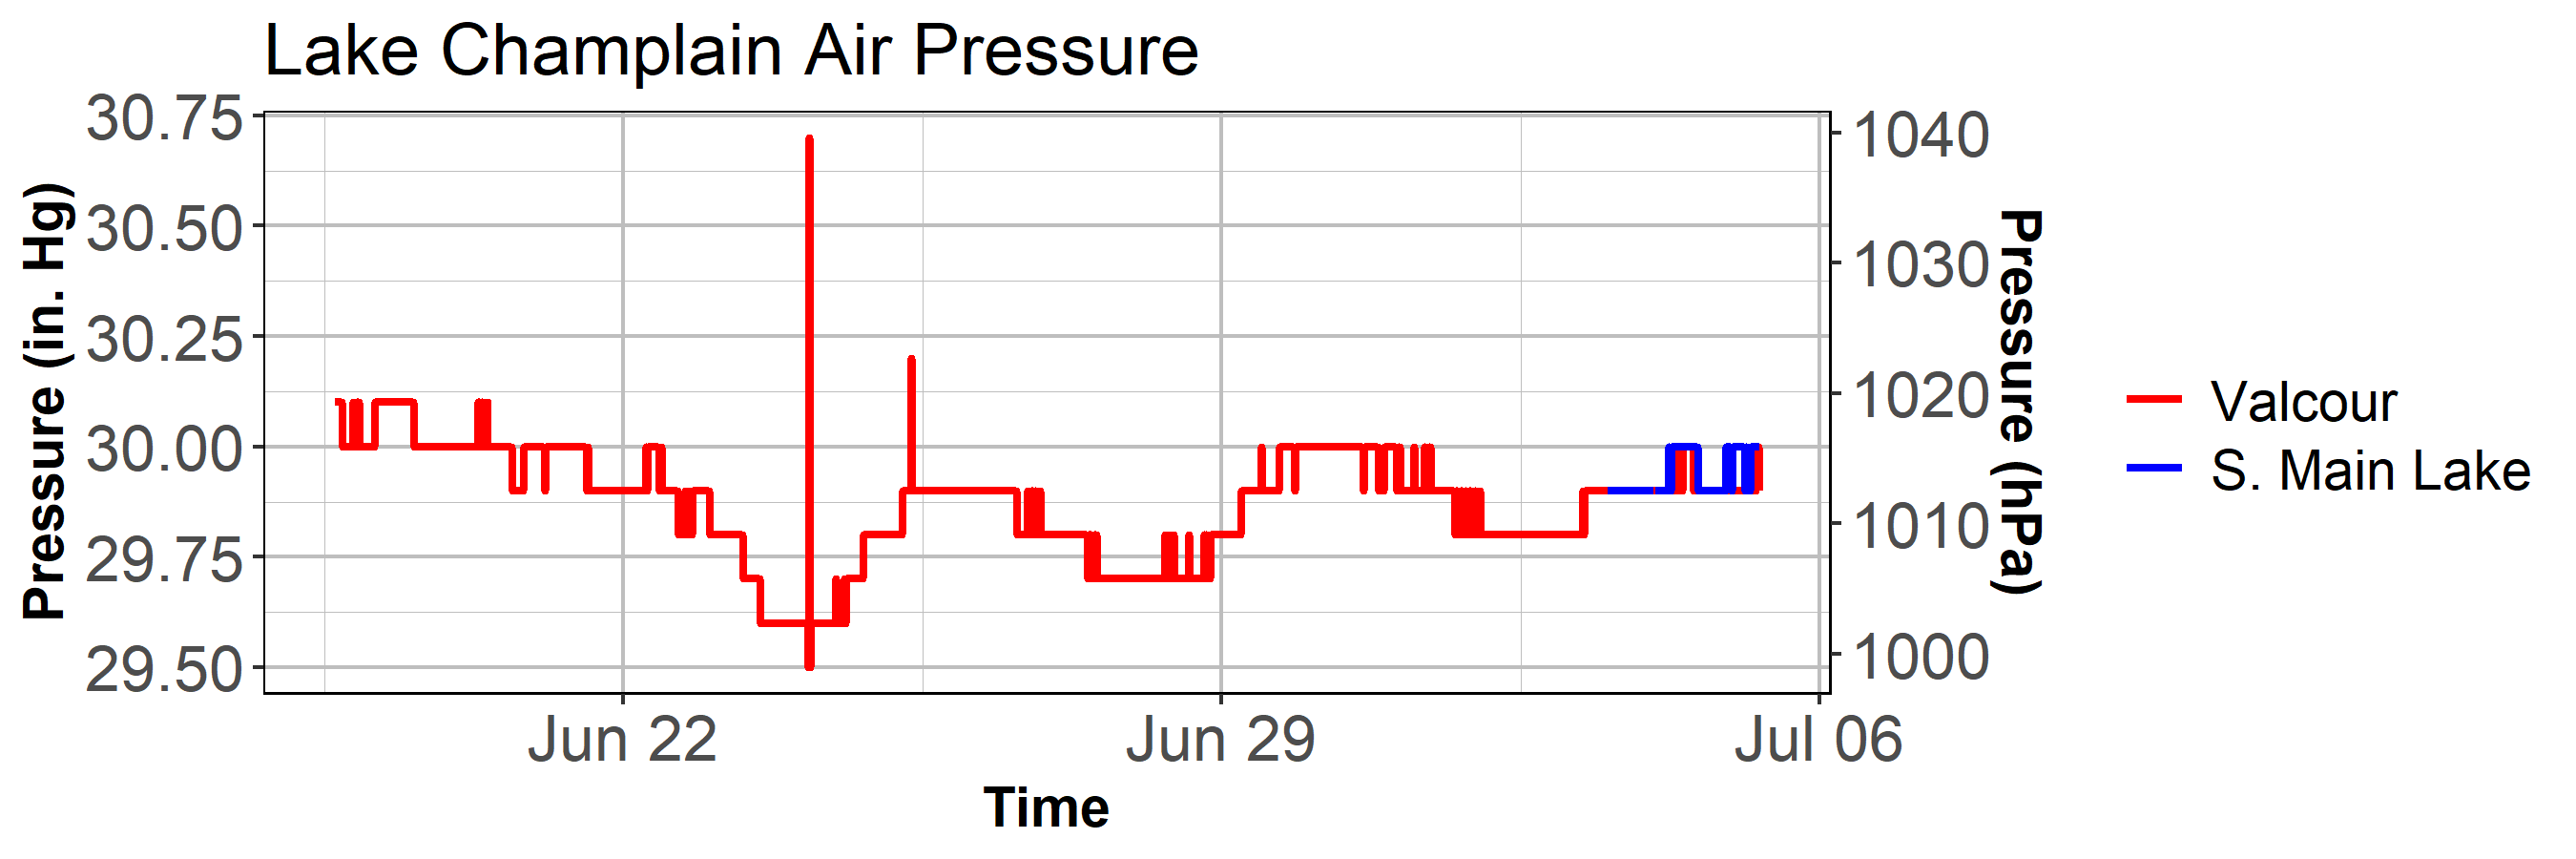 Lake Champlain Air Pressure
30.75
30.50
30.25
30.00
29.75
29.50
Pressure (in. Hg)
1040
1030
1020
1010
1000
Pressure (hPa)
Jun 22
Jun 29
Jul 06
Time
Valcour
S. Main Lake